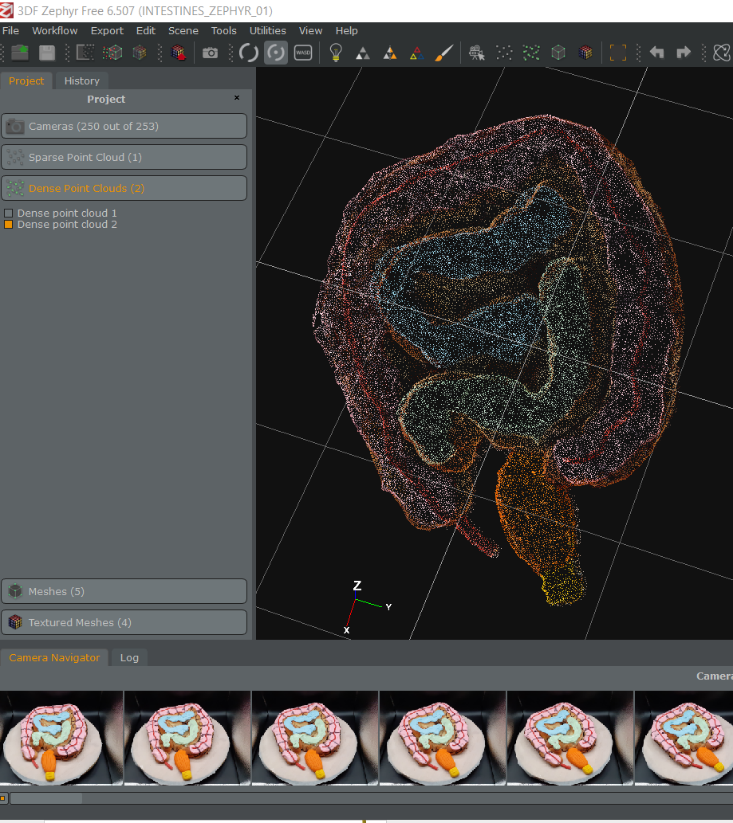 3DF Zephyr Free 6.507 (INTESTINES_ZEPHYR_01)
File Workflow Export Edit Scene Tools Utilities View Help
Project History
Project
Cameras (250 out of 253)
Sparse Point Cloud (1)
Dense Point Clouds (2)
Dense point cloud 1
Dense point cloud 2
Meshes (5)
Textured Meshes (4)
Z
Y
X
Camera Navigator Log
Camera